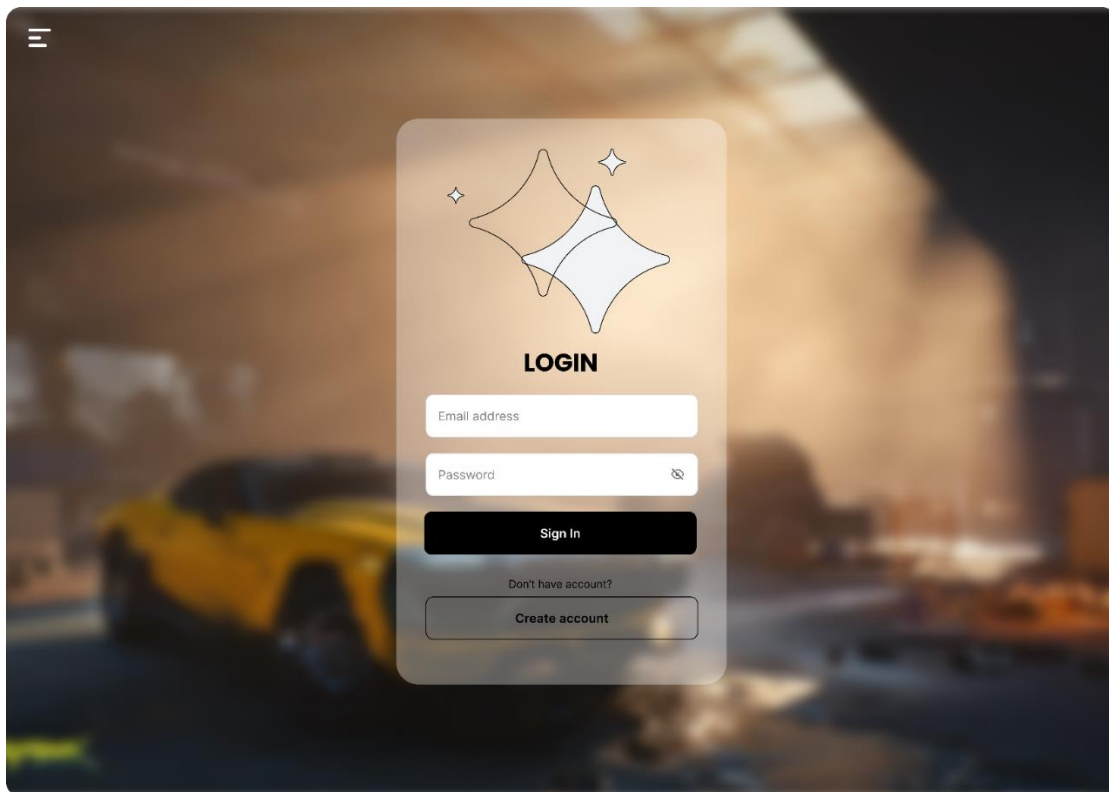 LOGIN
Email address
Password
Sign In
Don't have account?
Create account